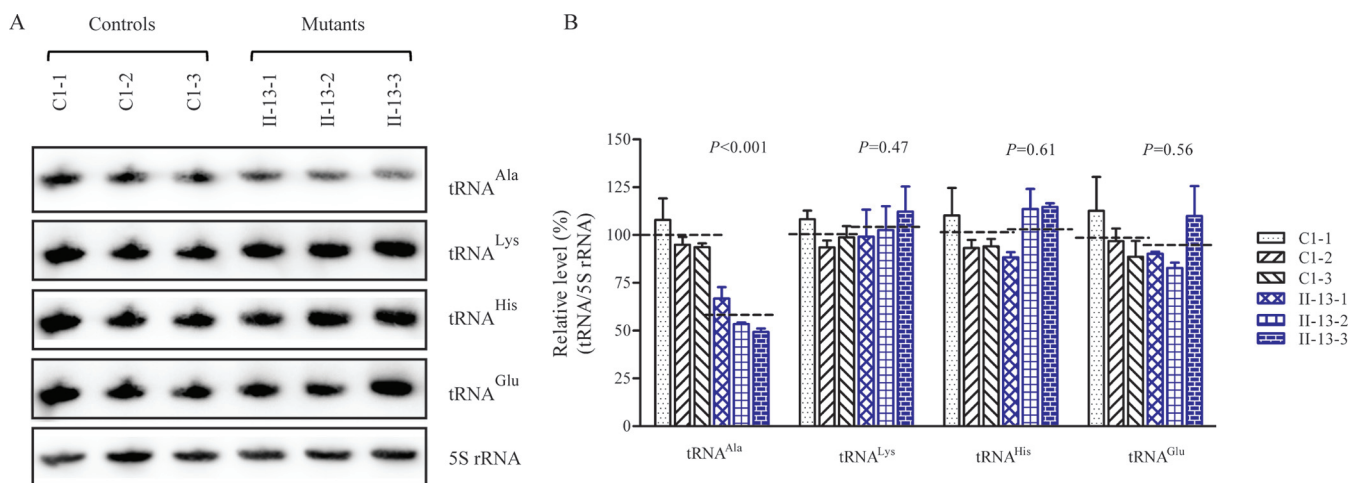 A
Controls
Mutants
C1-1
C1-2
C1-3
II-13-1
II-13-2
II-13-3
tRNA^Ala
tRNA^Lys
tRNA^His
tRNA^Glu
5S rRNA
B
Relative level (%)
(tRNA/5S rRNA)
150
125
100
75
50
25
0
P<0.001
P=0.47
P=0.61
P=0.56
tRNA^Ala
tRNA^Lys
tRNA^His
tRNA^Glu
C1-1
C1-2
C1-3
II-13-1
II-13-2
II-13-3